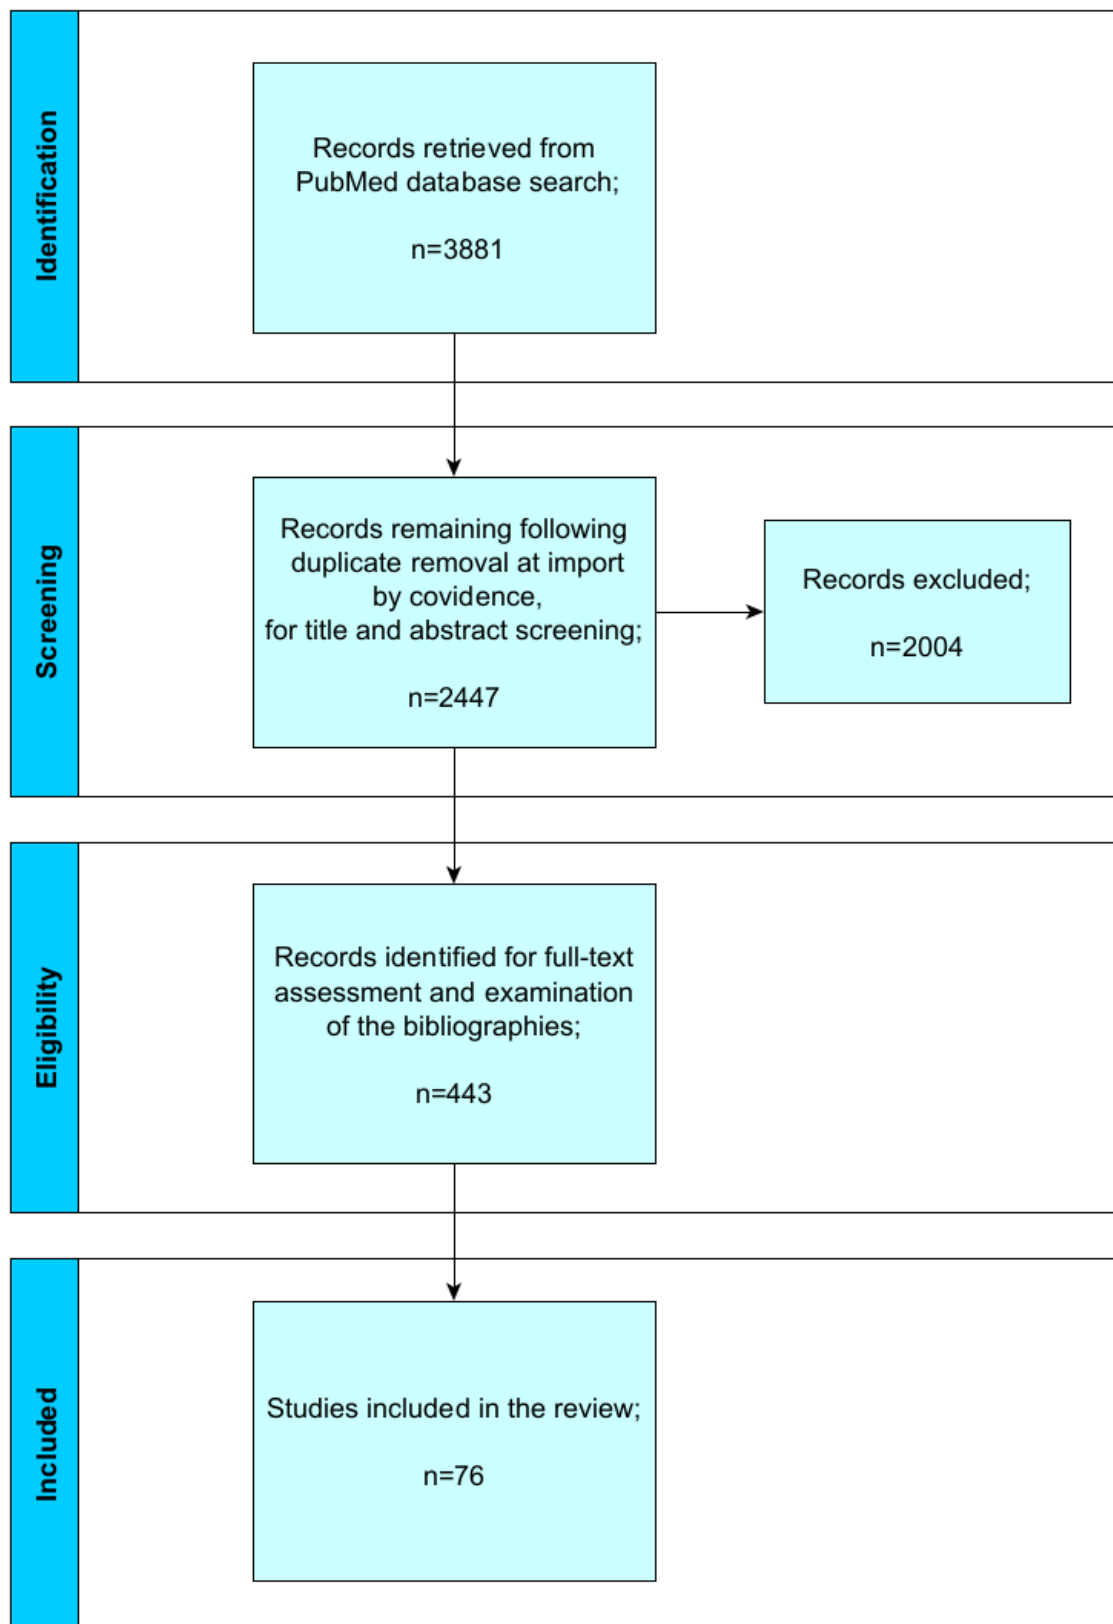 Identification
Records retrieved from
PubMed database search;
n=3881
Screening
Records remaining following
duplicate removal at import
by covidence,
for title and abstract screening;
n=2447
Records excluded;
n=2004
Eligibility
Records identified for full-text
assessment and examination
of the bibliographies;
n=443
Included
Studies included in the review;
n=76